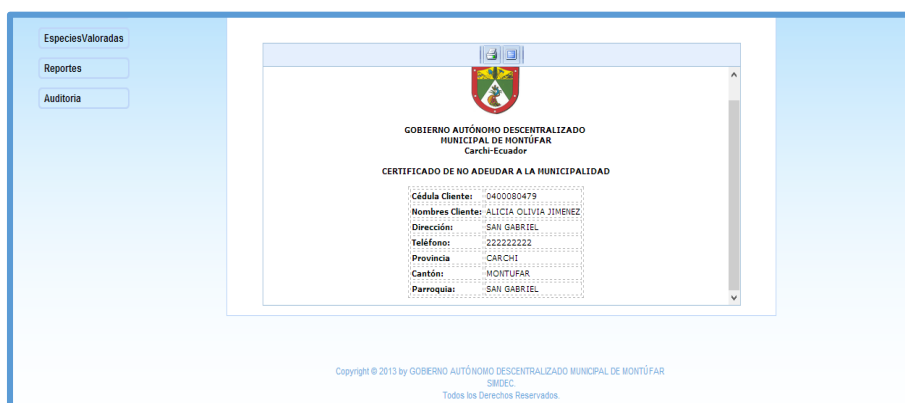 EspeciesValoradas
Reportes
Auditoria
GOBIERNO AUTÓNOMO DESCENTRALIZADO
MUNICIPAL DE MONTÚFAR
Carchi-Ecuador
CERTIFICADO DE NO ADEUDAR A LA MUNICIPALIDAD
Cédula Cliente: 0400080479
Nombres Cliente: ALICIA OLIVIA JIMENEZ
Dirección: SAN GABRIEL
Teléfono: 222222222
Provincia CARCHI
Cantón: MONTUFAR
Parroquia: SAN GABRIEL
Copyright © 2013 by GOBIERNO AUTÓNOMO DESCENTRALIZADO MUNICIPAL DE MONTÚFAR
SIMDEC.
Todos los Derechos Reservados